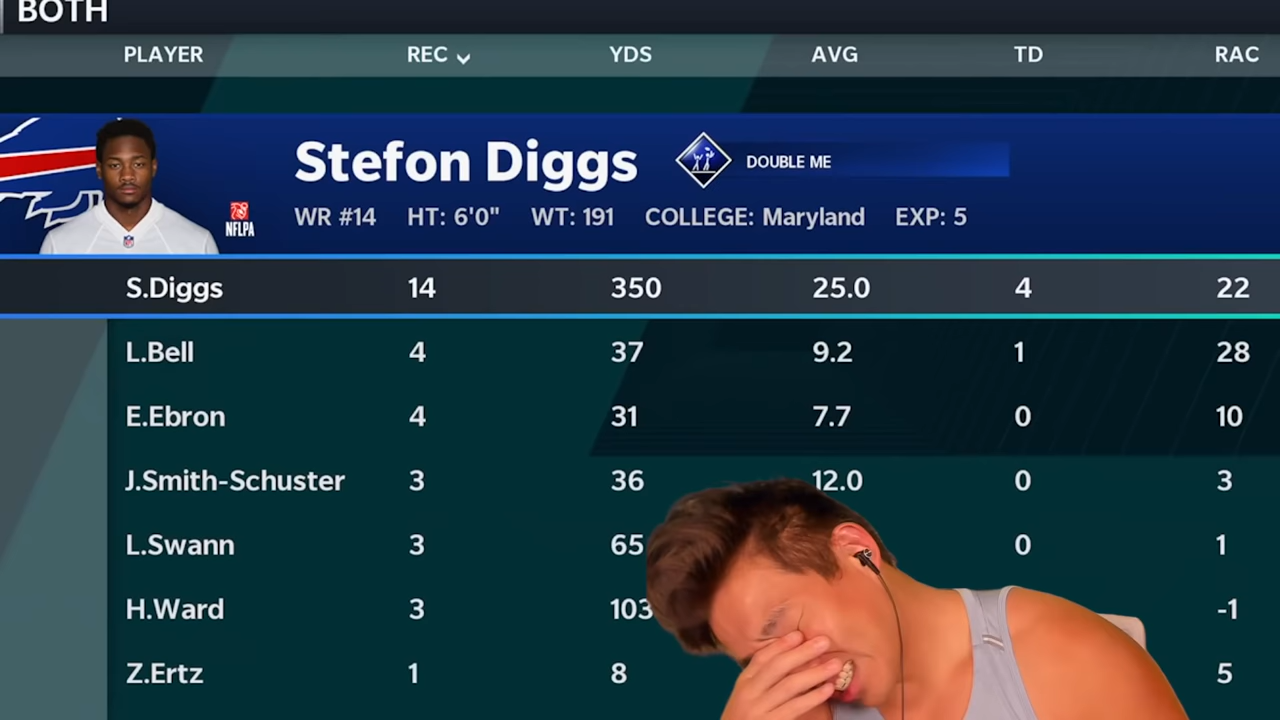 BOTH
PLAYER REC YDS AVG TD RAC
Stefon Diggs DOUBLE ME
NFLPA
WR #14 HT: 6'0" WT: 191 COLLEGE: Maryland EXP: 5
S.Diggs 14 350 25.0 4 22
L.Bell 4 37 9.2 1 28
E.Ebron 4 31 7.7 0 10
J.Smith-Schuster 3 36 12.0 0 3
L.Swann 3 65 0 1
H.Ward 3 103 -1
Z.Ertz 1 8 5